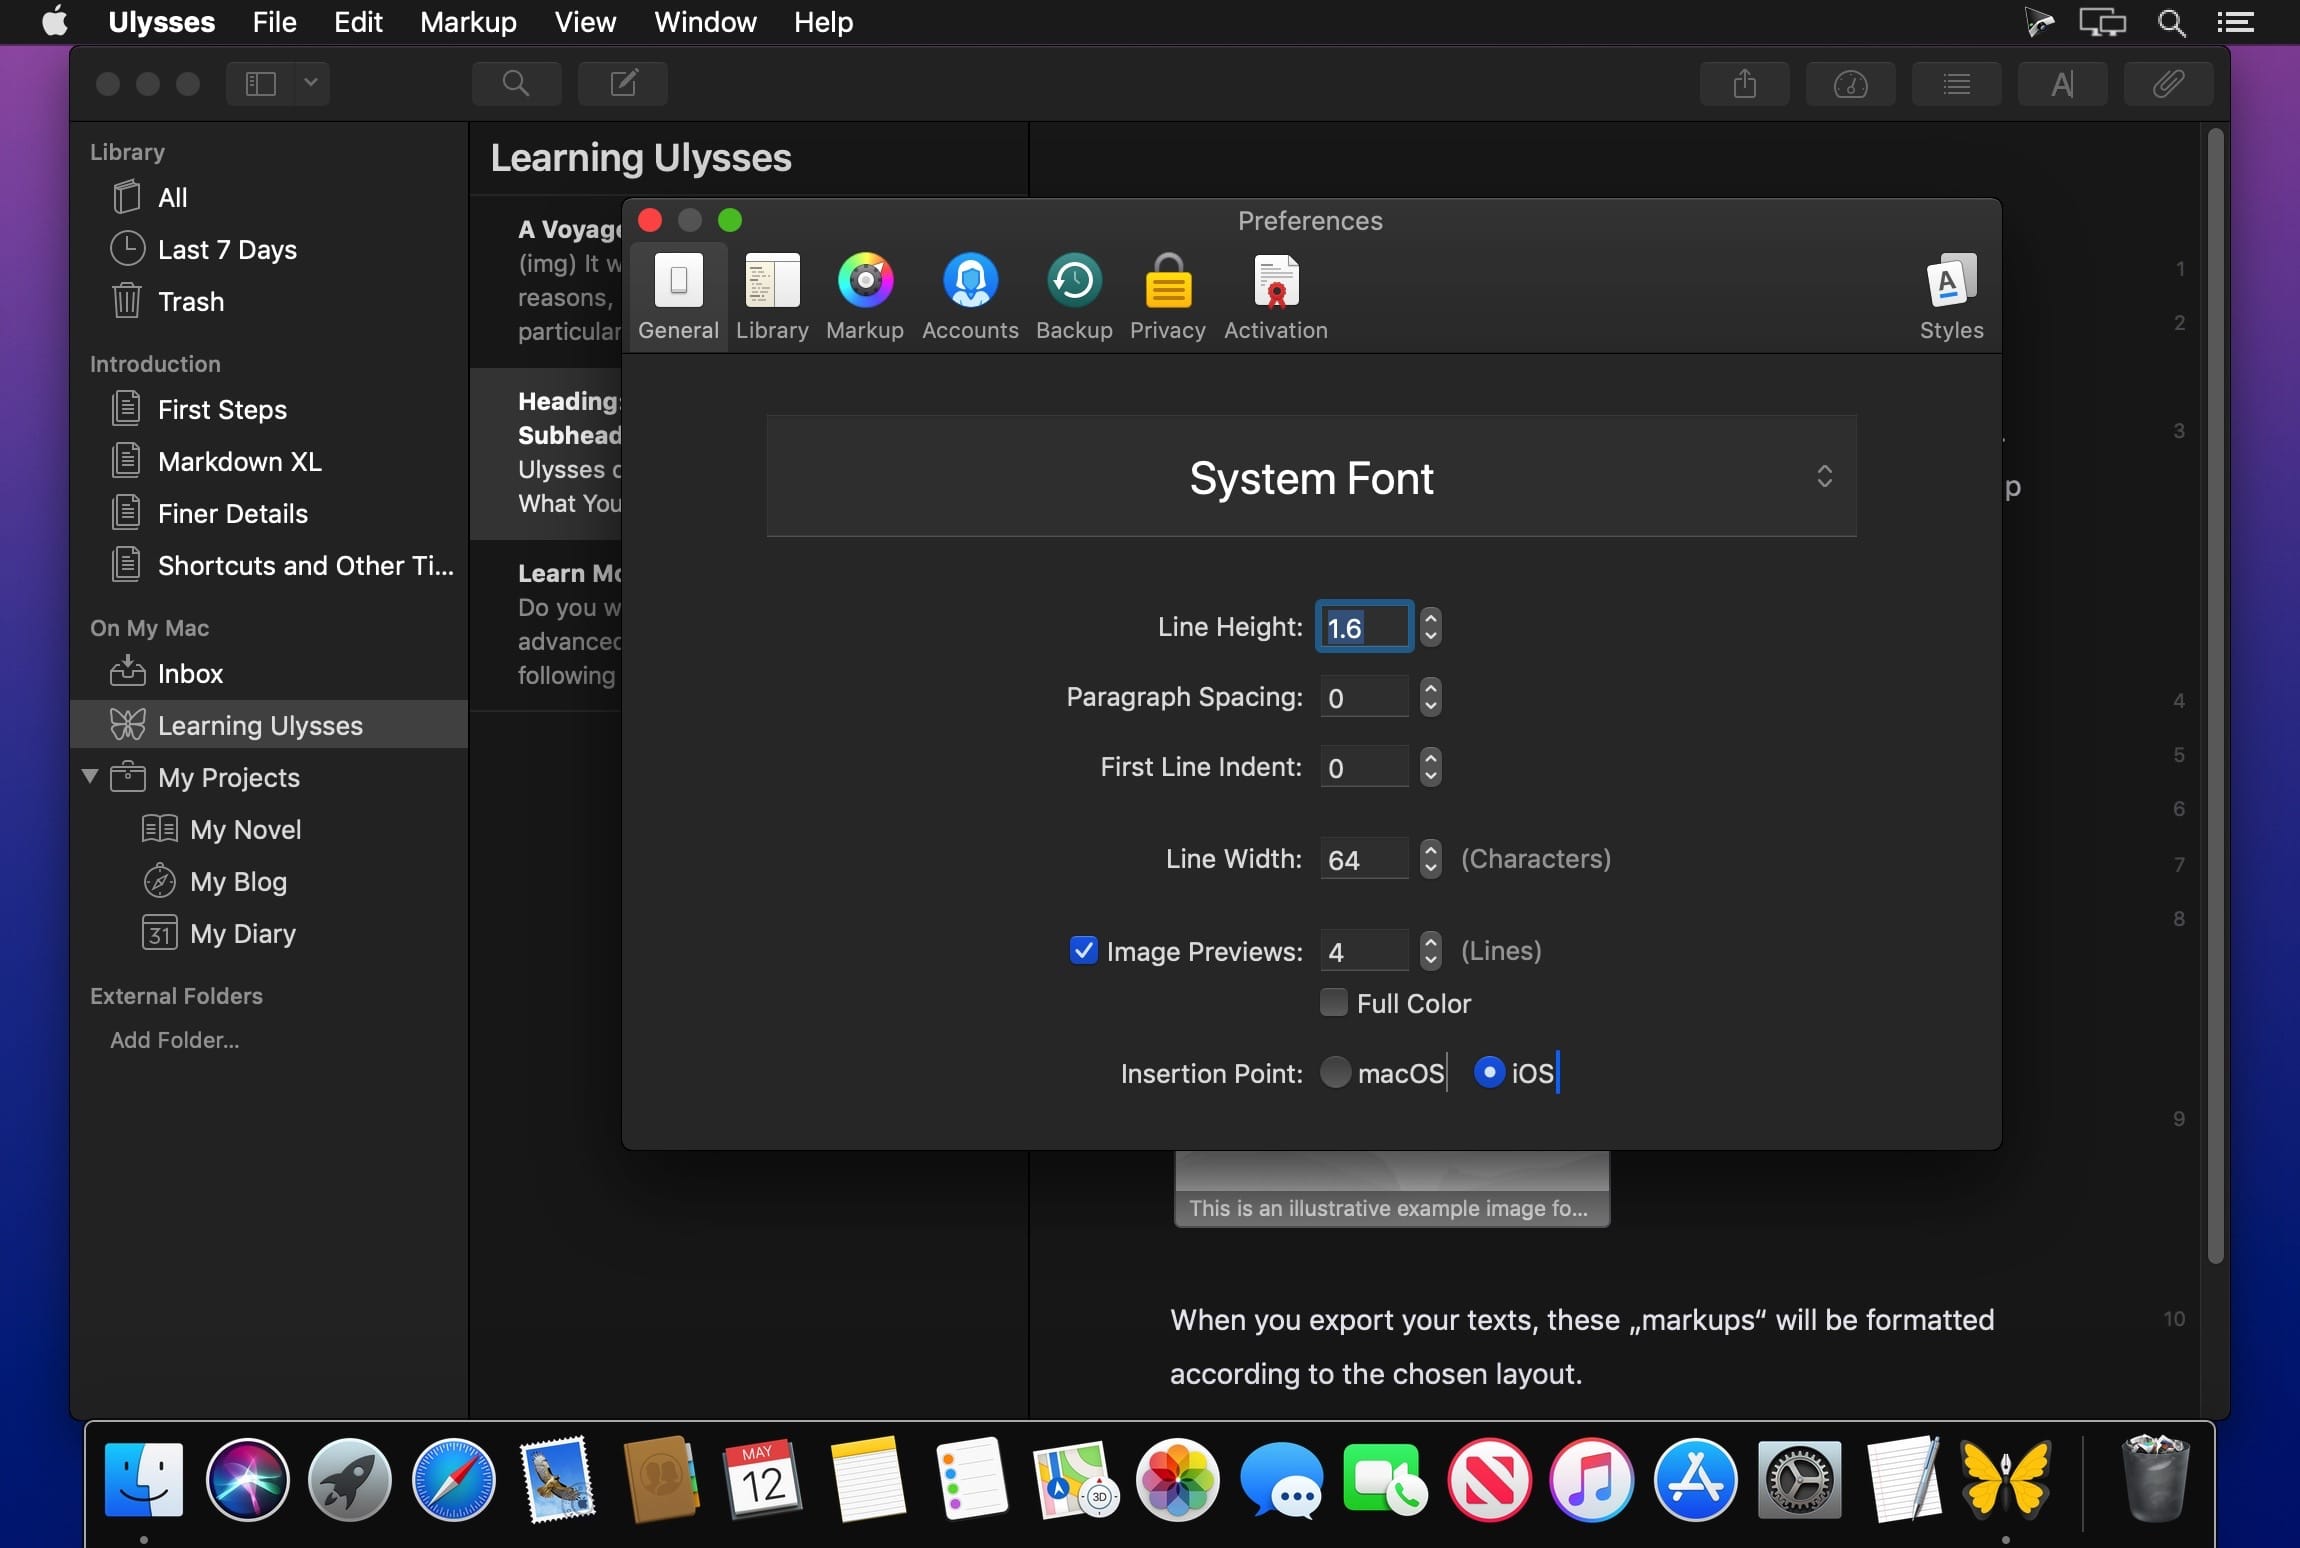 Ulysses File Edit Markup View Window Help
Library
All
Last 7 Days
Trash
Introduction
First Steps
Markdown XL
Finer Details
Shortcuts and Other Ti...
On My Mac
Inbox
Learning Ulysses
My Projects
My Novel
My Blog
31 My Diary
External Folders
Add Folder...
Learning Ulysses
A Voyage
(img) It w
reasons,
particular
Heading:
Subhead
Ulysses
What You
Learn Mo
Do you w
advanced
following
Preferences
General Library Markup Accounts Backup Privacy Activation
A
Styles
System Font
Line Height: 1.6
Paragraph Spacing: 0
First Line Indent: 0
Line Width: 64 (Characters)
Image Previews: 4 (Lines)
Full Color
Insertion Point: macOS iOS
1
2
3
p
4
5
6
7
8
9
This is an illustrative example image fo...
When you export your texts, these „markups“ will be formatted
according to the chosen layout.
10
MAY
12
3D